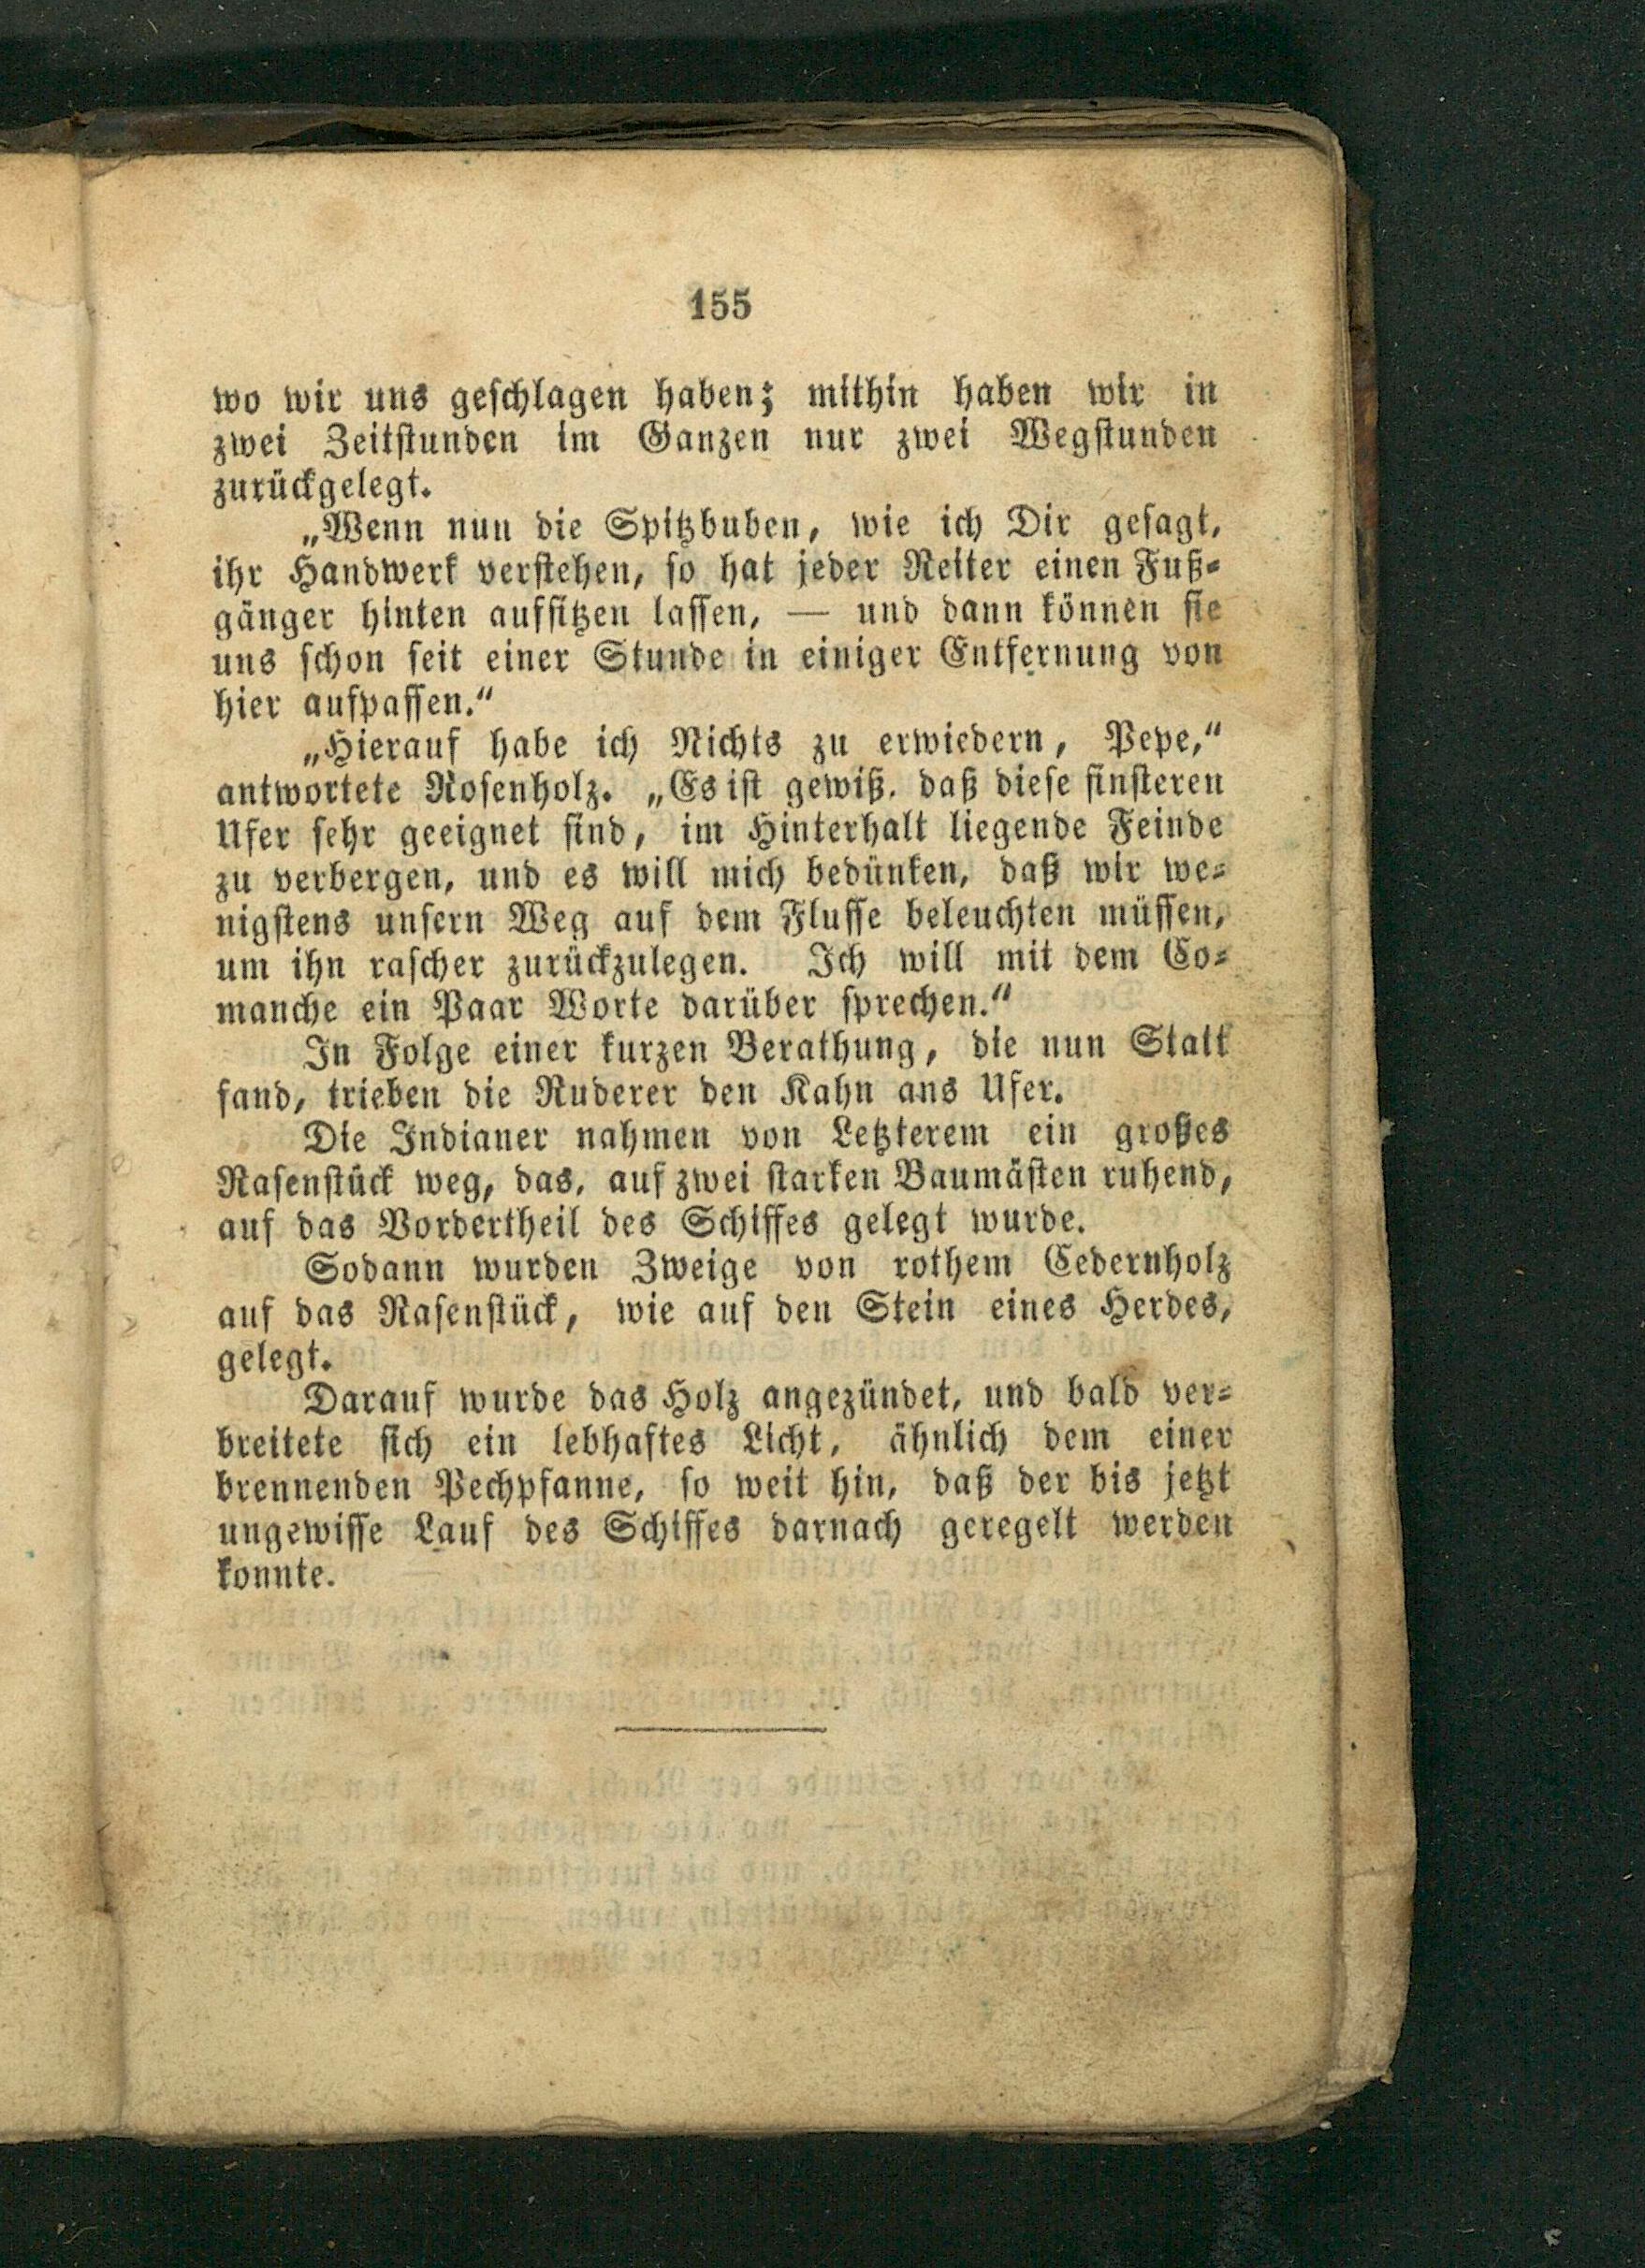 155
wo wir uns geschlagen haben; mithin haben wir in
zwei Zeitstunden im Ganzen nur zwei Wegstunden
zurückgelegt.
„Wenn nun die Spitzbuben, wie ich Dir gesagt,
ihr Handwerk verstehen, so hat jeder Reiter einen Fuß-
gänger hinten aufsitzen lassen, — und dann können sie
uns schon seit einer Stunde in einiger Entfernung von
hier aufpassen.“
„Hierauf habe ich Nichts zu erwiedern, Pepe,“
antwortete Rosenholz. „Es ist gewiß, daß diese finsteren
Ufer sehr geeignet sind, im Hinterhalt liegende Feinde
zu verbergen, und es will mich bedünken, daß wir we-
nigstens unsern Weg auf dem Flusse beleuchten müssen,
um ihn rascher zurückzulegen. Ich will mit dem Co-
manche ein Paar Worte darüber sprechen.“
In Folge einer kurzen Berathung, die nun Statt
fand, trieben die Ruderer den Kahn ans Ufer.
Die Indianer nahmen von Letzterem ein großes
Rasenstück weg, das, auf zwei starken Baumästen ruhend,
auf das Vordertheil des Schiffes gelegt wurde.
Sodann wurden Zweige von rothem Cedernholz
auf das Rasenstück, wie auf den Stein eines Herdes,
gelegt.
Darauf wurde das Holz angezündet, und bald ver-
breitete sich ein lebhaftes Licht, ähnlich dem einer
brennenden Pechpfanne, so weit hin, daß der bis jetzt
ungewisse Lauf des Schiffes darnach geregelt werden
konnte.